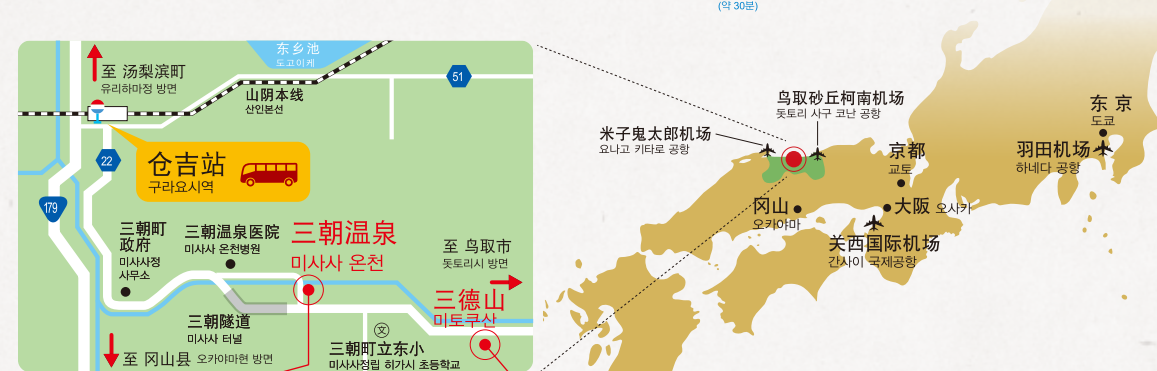 (약 30분)
东乡池
도고이케
至 汤梨滨町
유리하마정 방면
51
山阴本线
산인본선
22
仓吉站
구라요시역
179
三朝町
政府
미사사정
사무소
三朝温泉医院
미사사 온천병원
三朝温泉
미사사 온천
至 鸟取市
돗토리시 방면
三德山
미토쿠산
三朝隧道
미사사 터널
文
三朝町立东小
미사사정립 히가시 초등학교
至 冈山县 오카야마현 방면
鸟取砂丘柯南机场
돗토리 사구 코난 공항
米子鬼太郎机场
요나고 키타로 공항
东 京
도쿄
羽田机场
하네다 공항
京都
교토
冈山
오카야마
大阪 오사카
关西国际机场
간사이 국제공항